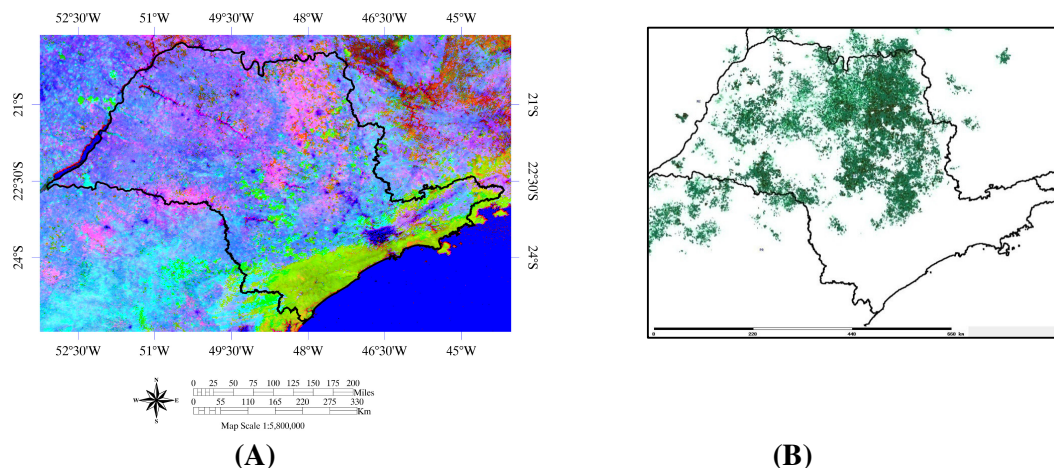 52°30'W 51°W 49°30'W 48°W 46°30'W 45°W
21°S 21°S
22°30'S 22°30'S
24°S 24°S
52°30'W 51°W 49°30'W 48°W 46°30'W 45°W
N
W E
S
0 25 50 75 100 125 150 200
Miles
0 55 110 165 220 275 330
Km
Map Scale 1:5,800,000
0 220 440 660 km
(A) (B)